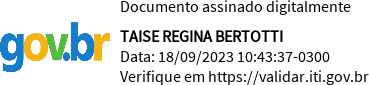 Documento assinado digitalmente
gov.br
TAISE REGINA BERTOTTI
Data: 18/09/2023 10:43:37-0300
Verifique em https://validar.iti.gov.br